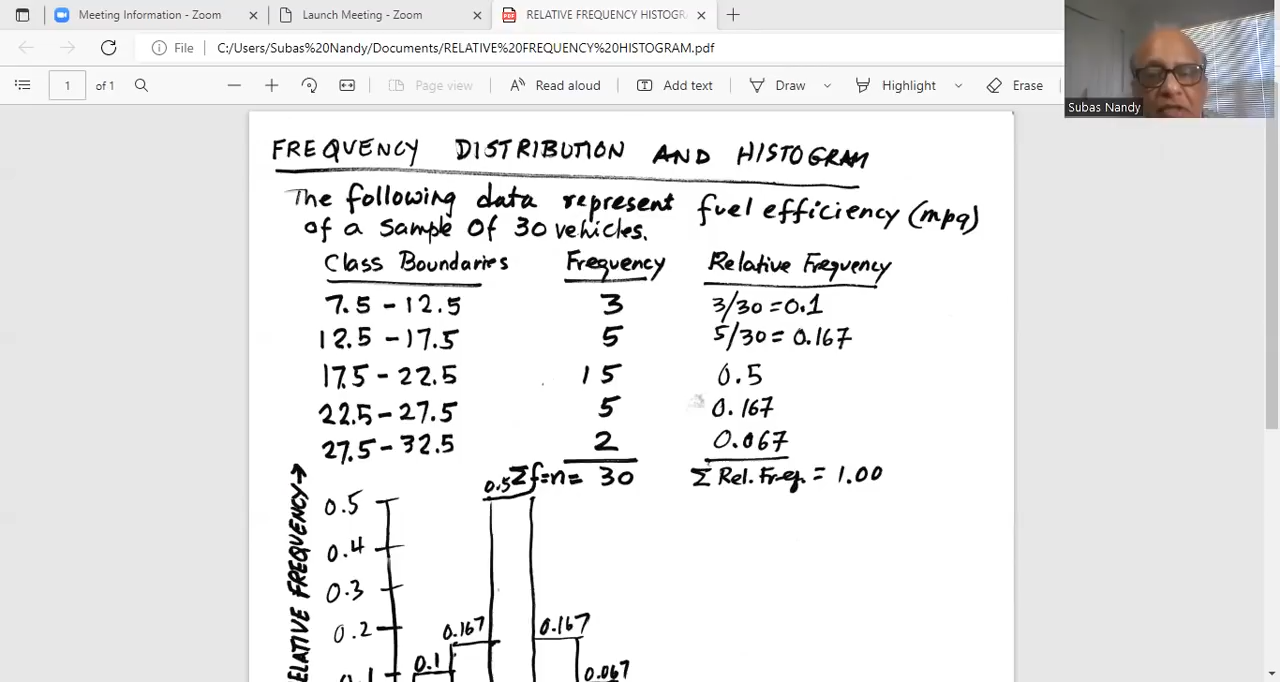 Meeting Information - Zoom
Launch Meeting - Zoom
RELATIVE FREQUENCY HISTOGR
File C:/Users/Subas%20Nandy/Documents/RELATIVE%20FREQUENCY%20HISTOGRAM.pdf
1 of 1 Page view Read aloud Add text Draw Highlight Erase
Subas Nandy
FREQUENCY DISTRIBUTION AND HISTOGRAM
The following data represent fuel efficiency (mpg)
of a sample of 30 vehicles.
Class Boundaries Frequency Relative Frequency
7.5 - 12.5 3 3/30 = 0.1
12.5 - 17.5 5 5/30 = 0.167
17.5 - 22.5 15 0.5
22.5 - 27.5 5 0.167
27.5 - 32.5 2 0.067
Σf=n= 30 Σ Rel. Freq. = 1.00
0.5
0.5
0.4
0.3
0.2
0.1
ELATIVE FREQUENCY→
0.1
0.167
0.167
0.067